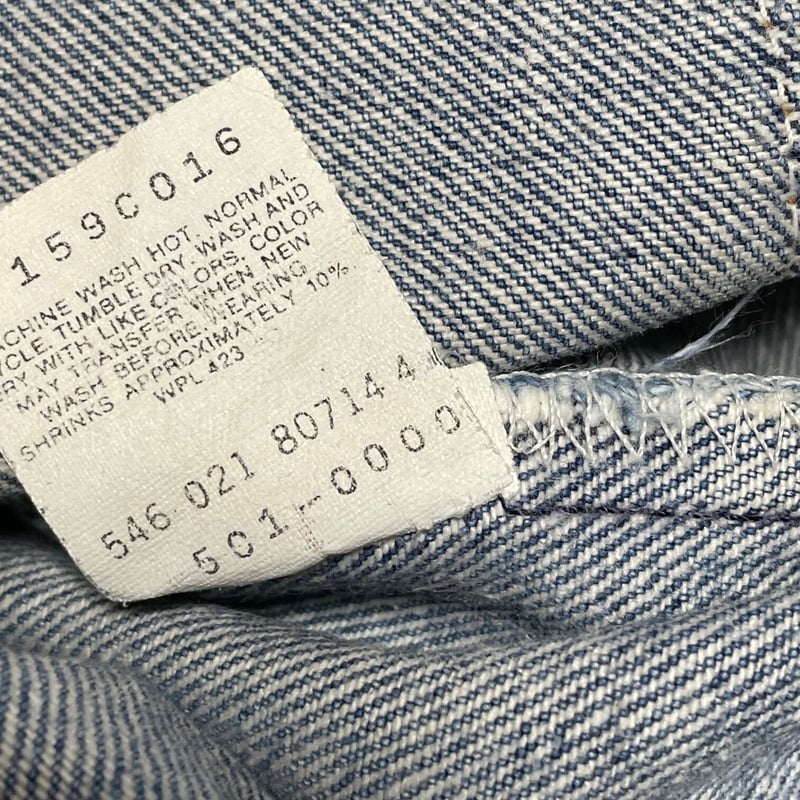 159C016
MACHINE WASH HOT, NORMAL
CYCLE. TUMBLE DRY. WASH AND
DRY WITH LIKE COLORS. COLOR
MAY TRANSFER WHEN NEW
WASH BEFORE WEARING
SHRINKS APPROXIMATELY 10%
WPL 423
546 021 80714 4
501-0000